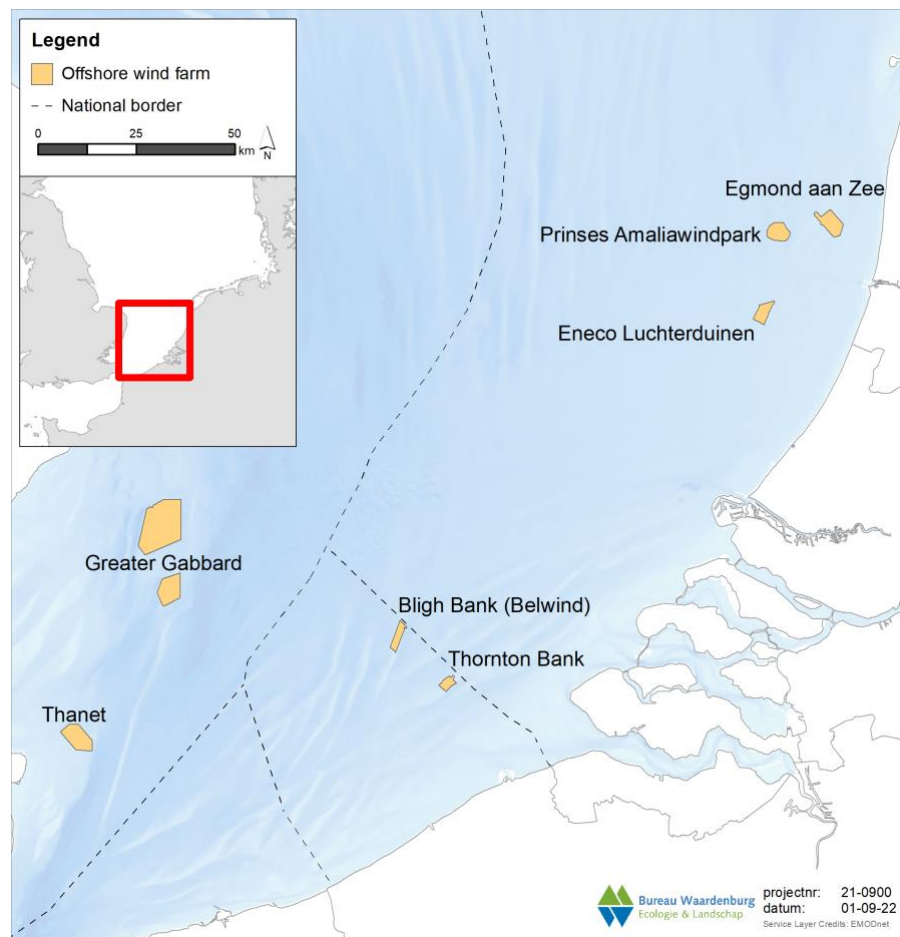 Legend
Offshore wind farm
National border
0 25 50
km
N
Egmond aan Zee
Prinses Amaliawindpark
Eneco Luchterduinen
Greater Gabbard
Bligh Bank (Belwind)
Thornton Bank
Thanet
Bureau Waardenburg
Ecologie & Landschap
projectnr: 21-0900
datum: 01-09-22
Service Layer Credits: EMODnet